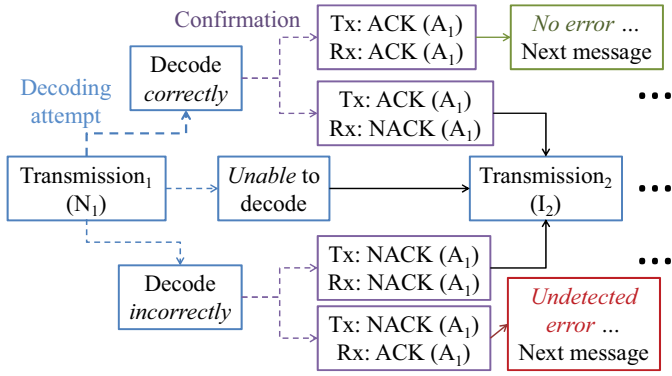 Confirmation
Tx: ACK (A₁)
Rx: ACK (A₁)
No error ...
Next message
Decode
correctly
Decoding
attempt
Tx: ACK (A₁)
Rx: NACK (A₁)
...
Transmission₁
(N₁)
Unable to
decode
Transmission₂
(I₂)
...
Decode
incorrectly
Tx: NACK (A₁)
Rx: NACK (A₁)
...
Tx: NACK (A₁)
Rx: ACK (A₁)
Undetected
error ...
Next message